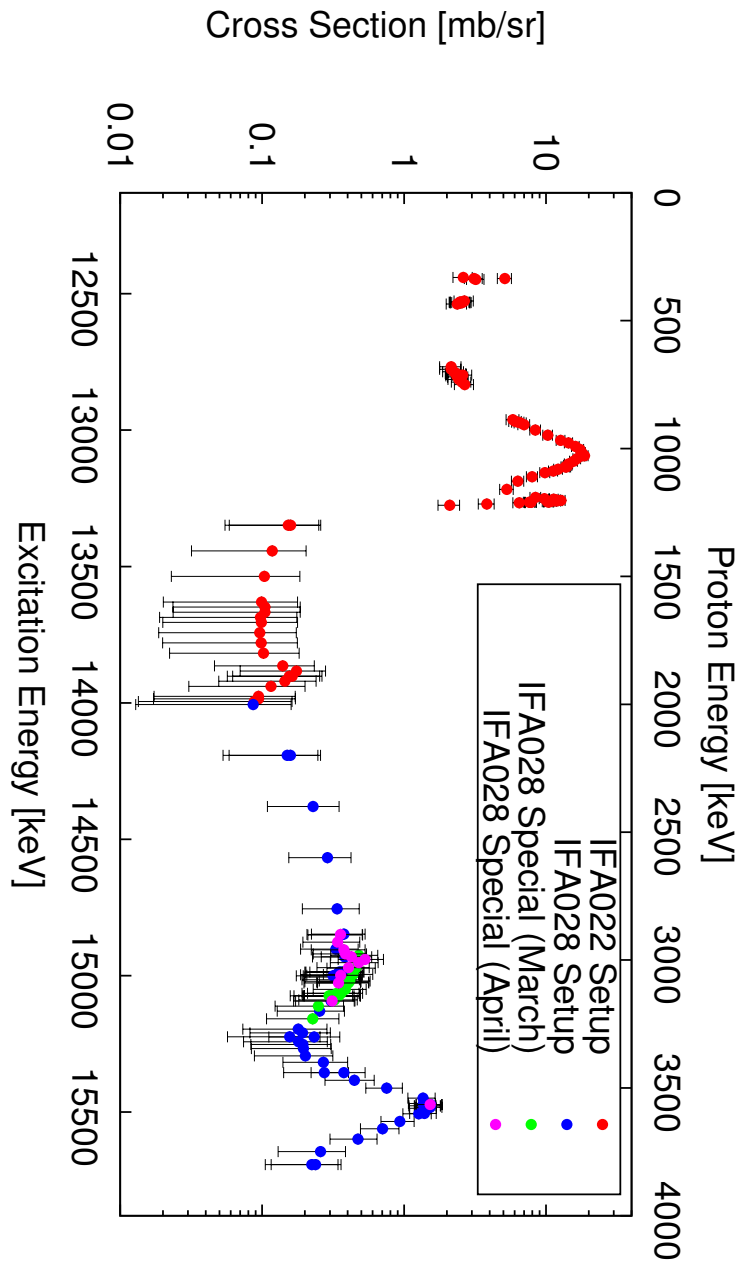 Proton Energy [keV]
0 500 1000 1500 2000 2500 3000 3500 4000
Cross Section [mb/sr]
10
1
0.1
0.01
IFA022 Setup
IFA028 Setup
IFA028 Special (March)
IFA028 Special (April)
12500 13000 13500 14000 14500 15000 15500
Excitation Energy [keV]